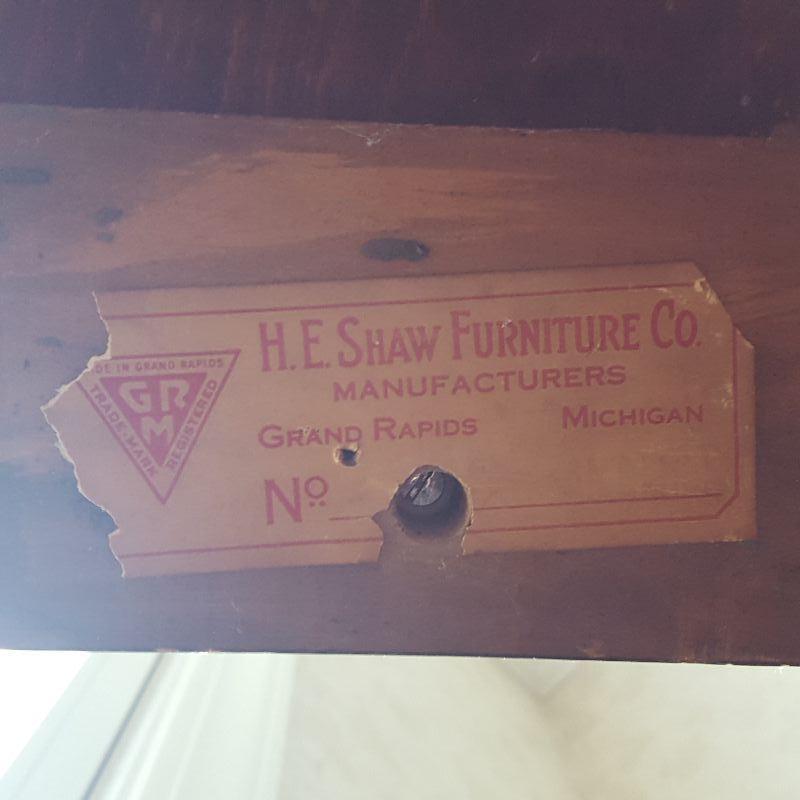 DE IN GRAND RAPIDS
GRM
TRADE-MARK
REGISTERED
H.E. SHAW FURNITURE CO.
MANUFACTURERS
GRAND RAPIDS MICHIGAN
No